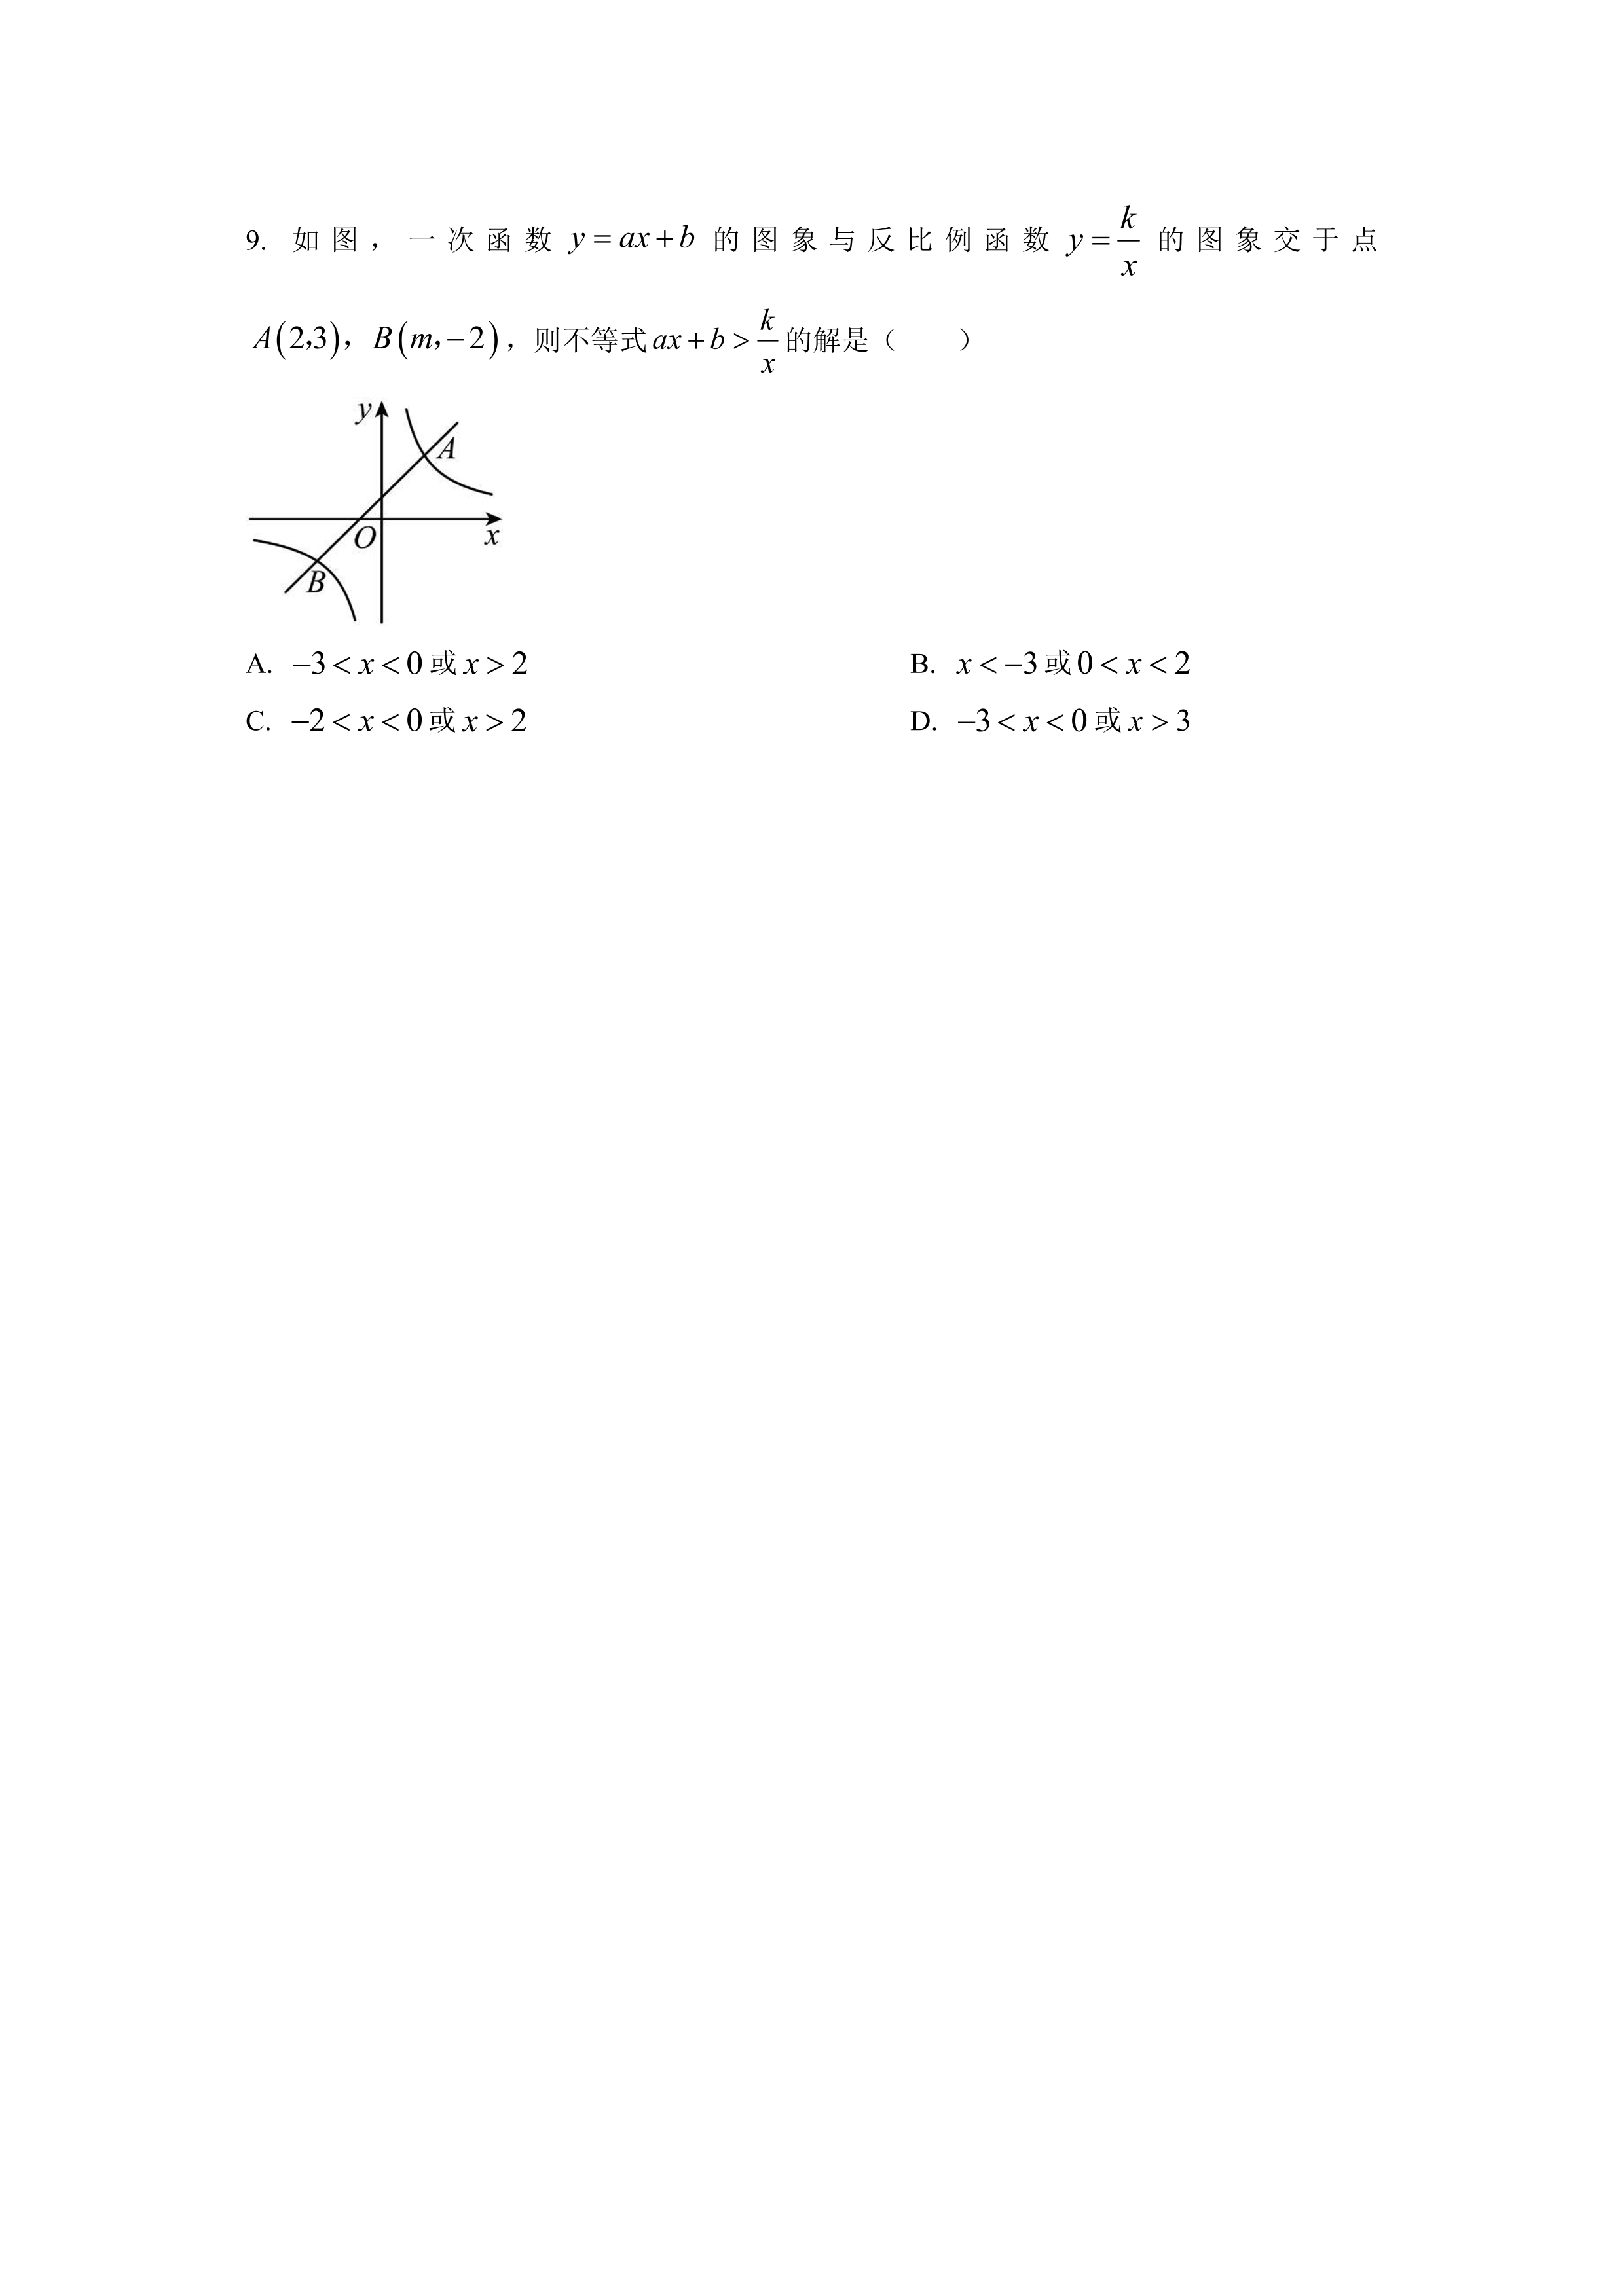 9. 如图，一次函数 y = ax + b 的图象与反比例函数 y = k/x 的图象交于点
A(2,3)，B(m,−2)，则不等式 ax + b > k/x 的解是（　　）
y
A
O
x
B
A. −3 < x < 0 或 x > 2
B. x < −3 或 0 < x < 2
C. −2 < x < 0 或 x > 2
D. −3 < x < 0 或 x > 3